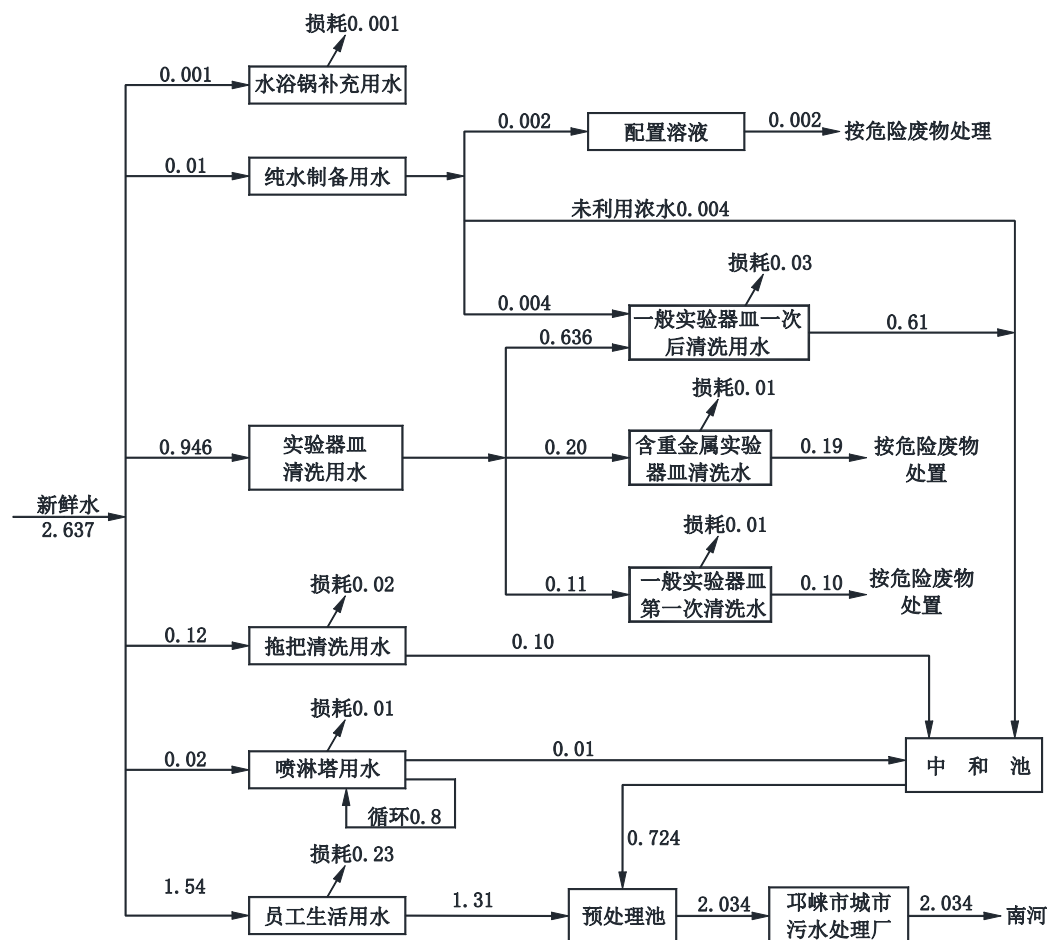 损耗0.001
0.001
水浴锅补充用水
0.002
配置溶液
0.002
按危险废物处理
0.01
纯水制备用水
未利用浓水0.004
损耗0.03
0.004
一般实验器皿一次
后清洗用水
0.61
0.636
损耗0.01
0.946
实验器皿
清洗用水
0.20
含重金属实验
器皿清洗水
0.19
按危险废物
处置
新鲜水
2.637
损耗0.01
0.11
一般实验器皿
第一次清洗水
0.10
按危险废物
处置
损耗0.02
0.12
拖把清洗用水
0.10
损耗0.01
0.02
喷淋塔用水
0.01
中 和 池
循环0.8
0.724
损耗0.23
1.54
员工生活用水
1.31
预处理池
2.034
邛崃市城市
污水处理厂
2.034
南河